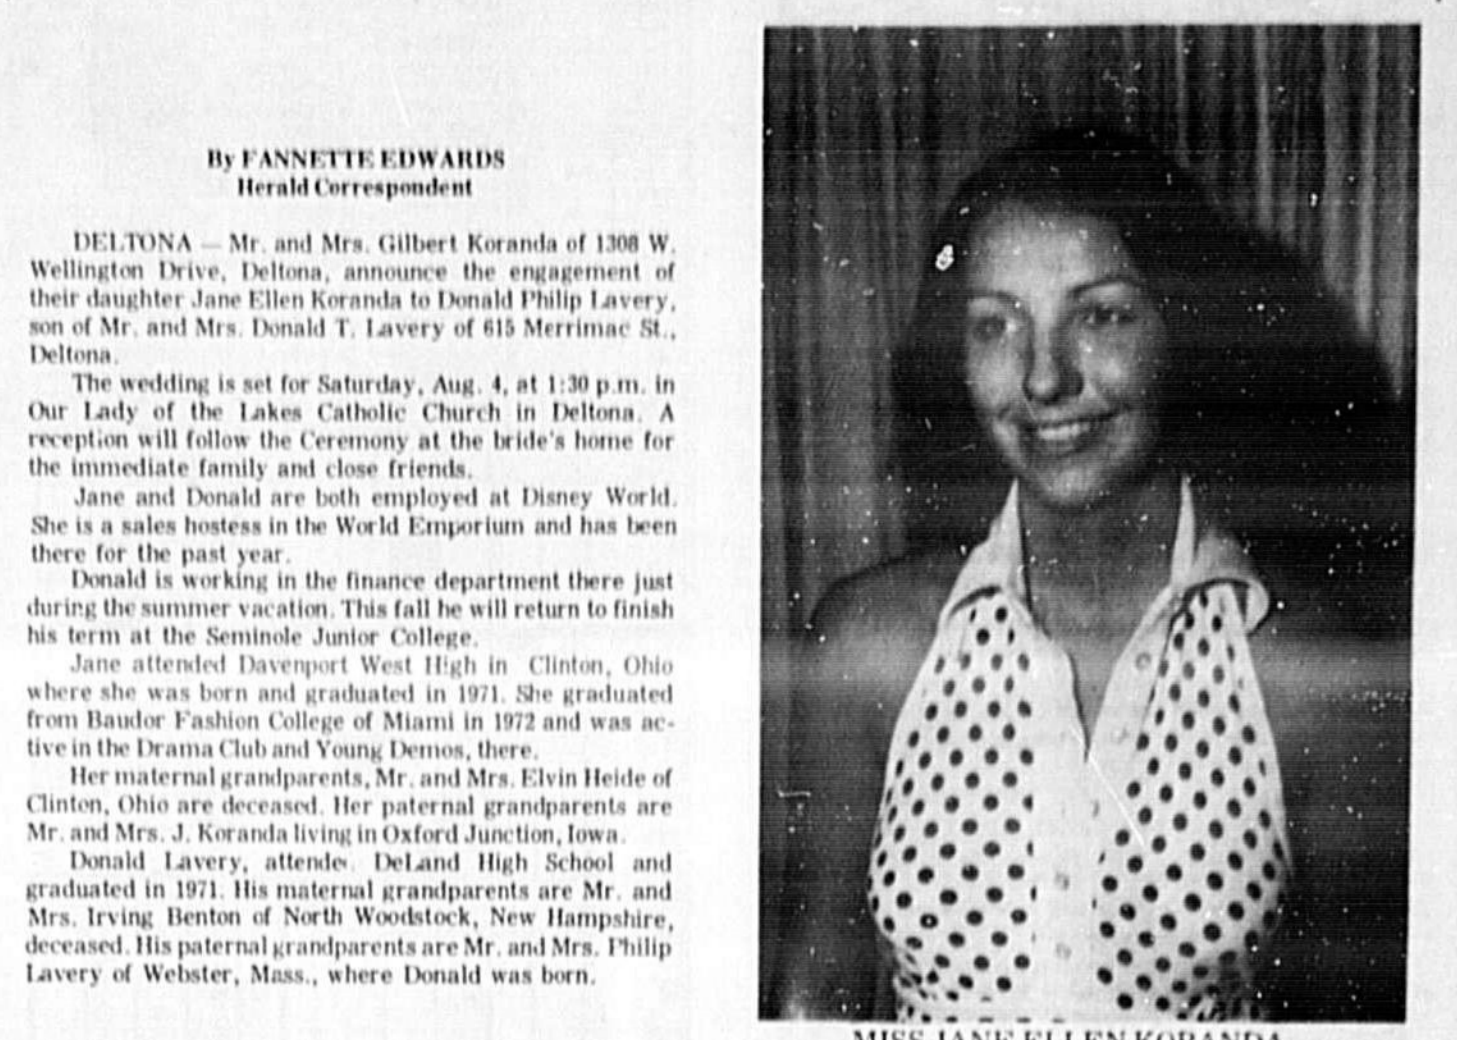 By FANNETTE EDWARDS
Herald Correspondent
DELTONA — Mr. and Mrs. Gilbert Koranda of 1308 W.
Wellington Drive, Deltona, announce the engagement of
their daughter Jane Ellen Koranda to Donald Philip Lavery,
son of Mr. and Mrs. Donald T. Lavery of 615 Merrimac St.,
Deltona.
The wedding is set for Saturday, Aug. 4, at 1:30 p.m. in
Our Lady of the Lakes Catholic Church in Deltona. A
reception will follow the Ceremony at the bride's home for
the immediate family and close friends.
Jane and Donald are both employed at Disney World.
She is a sales hostess in the World Emporium and has been
there for the past year.
Donald is working in the finance department there just
during the summer vacation. This fall he will return to finish
his term at the Seminole Junior College.
Jane attended Davenport West High in Clinton, Ohio
where she was born and graduated in 1971. She graduated
from Baudor Fashion College of Miami in 1972 and was ac-
tive in the Drama Club and Young Demos, there.
Her maternal grandparents, Mr. and Mrs. Elvin Heide of
Clinton, Ohio are deceased. Her paternal grandparents are
Mr. and Mrs. J. Koranda living in Oxford Junction, Iowa.
Donald Lavery, attende. DeLand High School and
graduated in 1971. His maternal grandparents are Mr. and
Mrs. Irving Benton of North Woodstock, New Hampshire,
deceased. His paternal grandparents are Mr. and Mrs. Philip
Lavery of Webster, Mass., where Donald was born.
MISS JANE ELLEN KORANDA